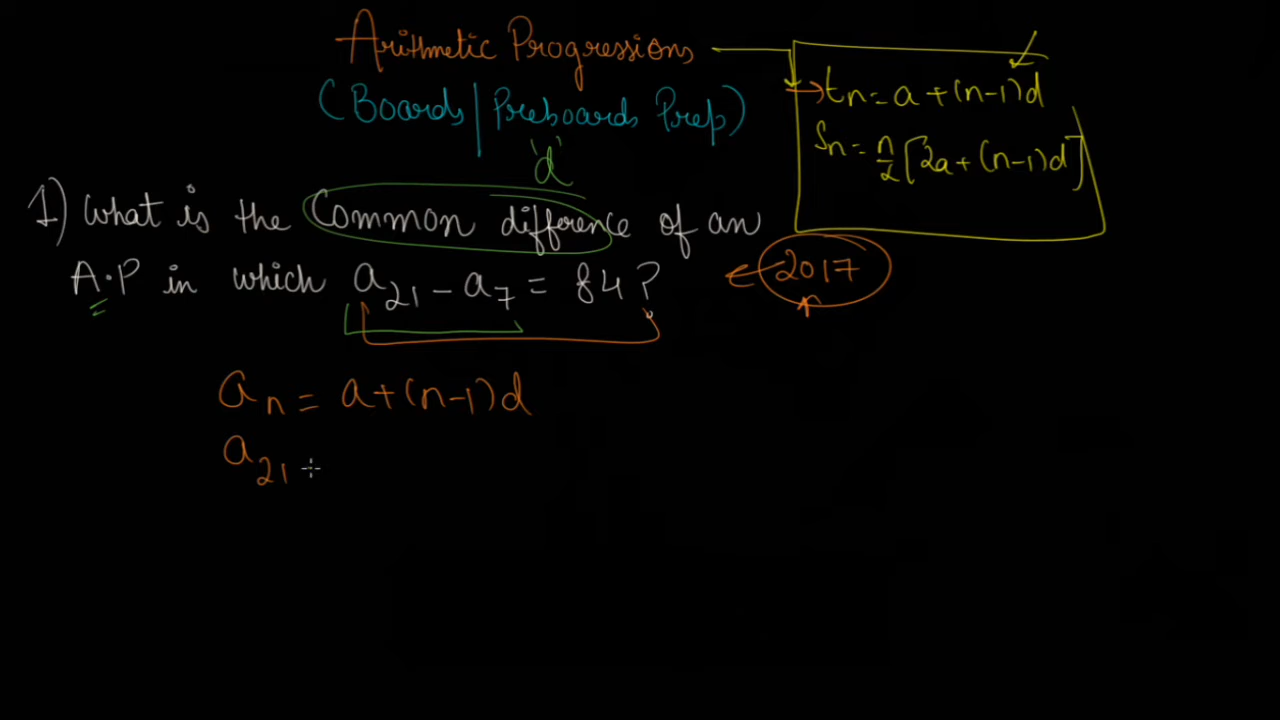 Arithmetic Progressions
(Boards/Preboards Prep)
tn = a + (n-1)d
Sn = n/2 [2a + (n-1)d]
'd'
1) What is the Common difference of an
A.P in which a21 - a7 = 84?
2017
an = a + (n-1)d
a21